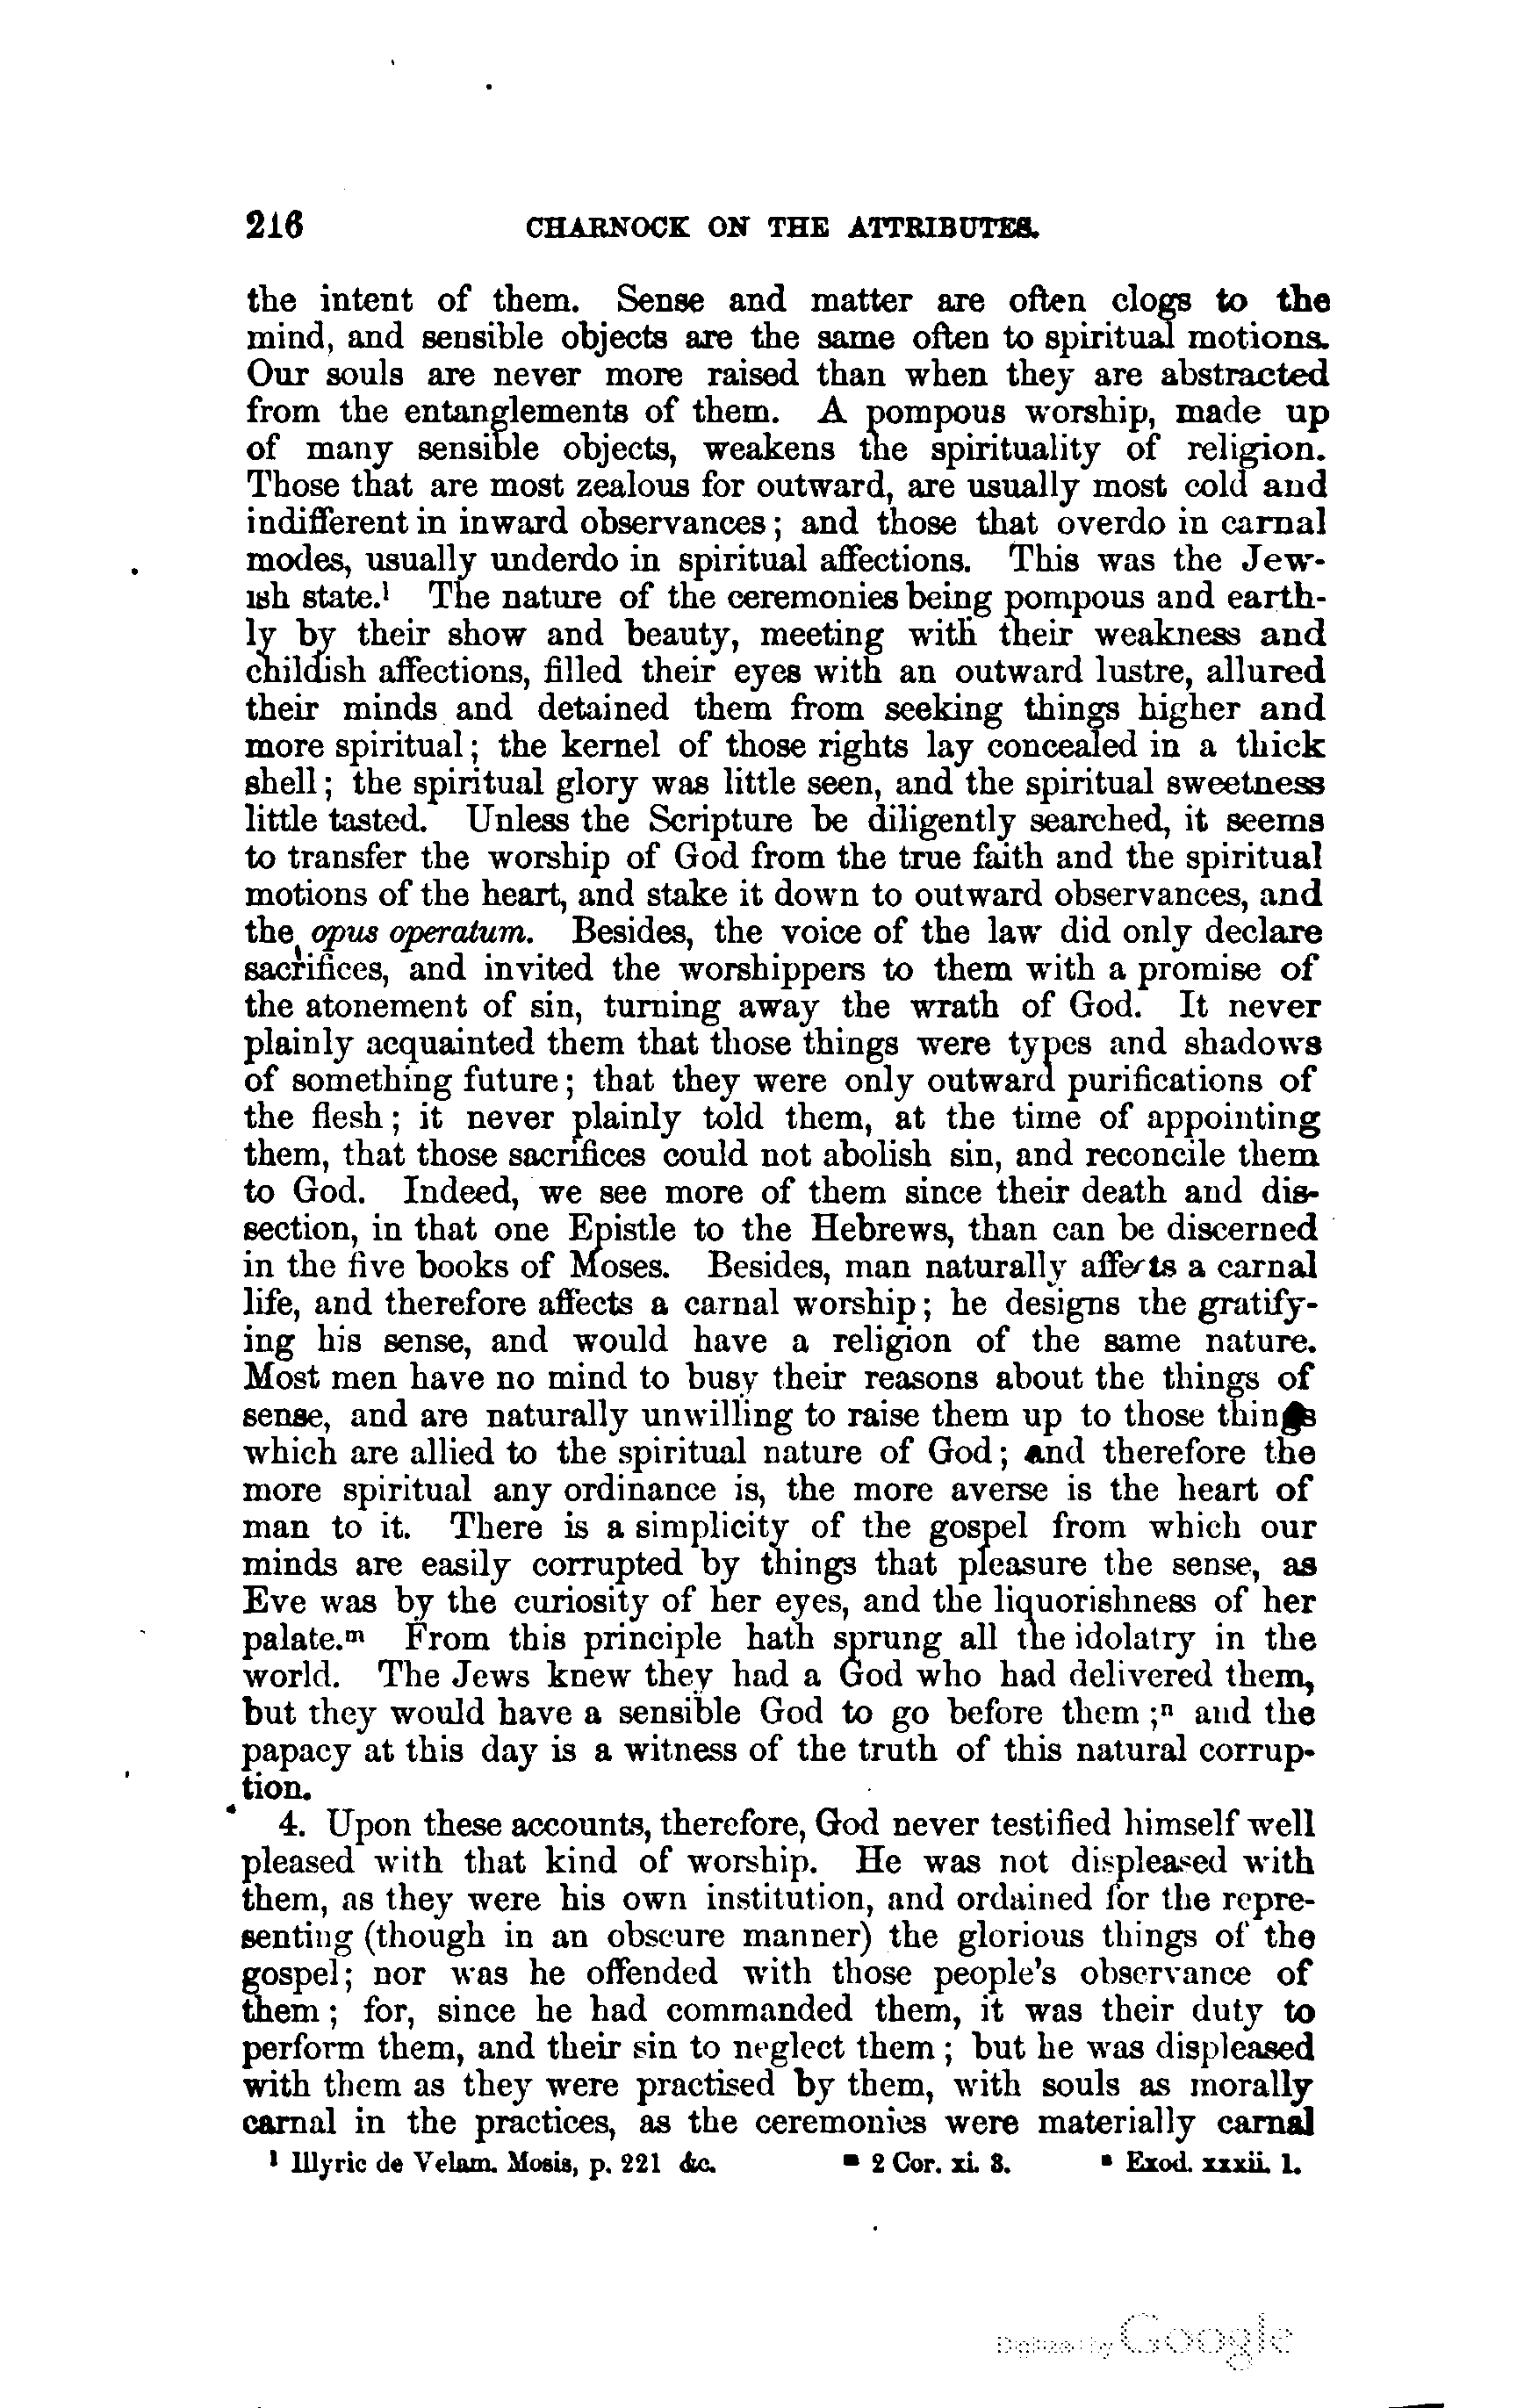 216 CHARNOCK ON THE ATTRIBUTES.
the intent of them. Sense and matter are often clogs to the
mind, and sensible objects are the same often to spiritual motions.
Our souls are never more raised than when they are abstracted
from the entanglements of them. A pompous worship, made up
of many sensible objects, weakens the spirituality of religion.
Those that are most zealous for outward, are usually most cold and
indifferent in inward observances; and those that overdo in carnal
modes, usually underdo in spiritual affections. This was the Jew-
ish state.¹ The nature of the ceremonies being pompous and earth-
ly by their show and beauty, meeting with their weakness and
childish affections, filled their eyes with an outward lustre, allured
their minds and detained them from seeking things higher and
more spiritual; the kernel of those rights lay concealed in a thick
shell; the spiritual glory was little seen, and the spiritual sweetness
little tasted. Unless the Scripture be diligently searched, it seems
to transfer the worship of God from the true faith and the spiritual
motions of the heart, and stake it down to outward observances, and
the opus operatum. Besides, the voice of the law did only declare
sacrifices, and invited the worshippers to them with a promise of
the atonement of sin, turning away the wrath of God. It never
plainly acquainted them that those things were types and shadows
of something future; that they were only outward purifications of
the flesh; it never plainly told them, at the time of appointing
them, that those sacrifices could not abolish sin, and reconcile them
to God. Indeed, we see more of them since their death and dis-
section, in that one Epistle to the Hebrews, than can be discerned
in the five books of Moses. Besides, man naturally affects a carnal
life, and therefore affects a carnal worship; he designs the gratify-
ing his sense, and would have a religion of the same nature.
Most men have no mind to busy their reasons about the things of
sense, and are naturally unwilling to raise them up to those things
which are allied to the spiritual nature of God; and therefore the
more spiritual any ordinance is, the more averse is the heart of
man to it. There is a simplicity of the gospel from which our
minds are easily corrupted by things that pleasure the sense, as
Eve was by the curiosity of her eyes, and the liquorishness of her
palate.ᵐ From this principle hath sprung all the idolatry in the
world. The Jews knew they had a God who had delivered them,
but they would have a sensible God to go before them;ⁿ and the
papacy at this day is a witness of the truth of this natural corrup-
tion.
4. Upon these accounts, therefore, God never testified himself well
pleased with that kind of worship. He was not displeased with
them, as they were his own institution, and ordained for the repre-
senting (though in an obscure manner) the glorious things of the
gospel; nor was he offended with those people's observance of
them; for, since he had commanded them, it was their duty to
perform them, and their sin to neglect them; but he was displeased
with them as they were practised by them, with souls as morally
carnal in the practices, as the ceremonies were materially carnal
¹ Illyric de Velam. Mosis, p. 221 &c. ᵐ 2 Cor. xi. 3. ⁿ Exod. xxxii. 1.
Digitized by Google